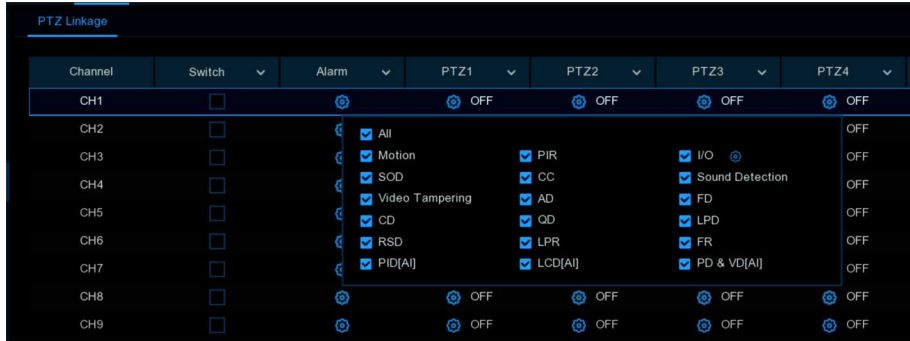 PTZ Linkage
Channel Switch Alarm PTZ1 PTZ2 PTZ3 PTZ4
CH1 OFF OFF OFF OFF
CH2 OFF
All
CH3 Motion PIR I/O OFF
SOD CC Sound Detection
CH4 OFF
Video Tampering AD FD
CH5 CD QD LPD OFF
CH6 RSD LPR FR OFF
CH7 PID[AI] LCD[AI] PD & VD[AI] OFF
CH8 OFF OFF OFF OFF
CH9 OFF OFF OFF OFF